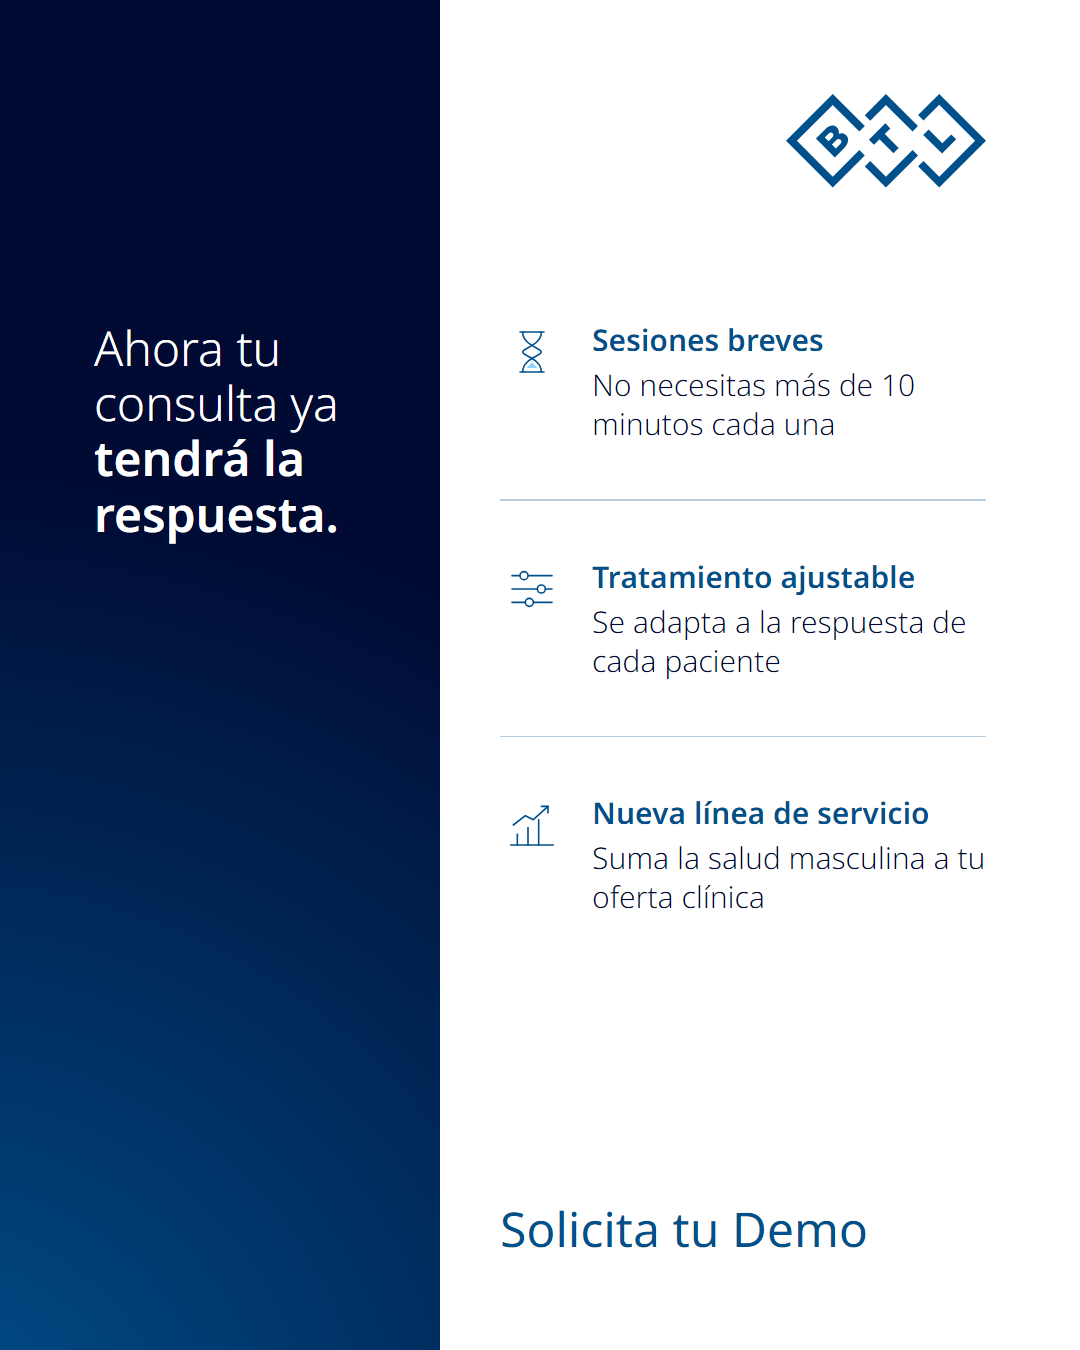 BTL
Ahora tu
consulta ya
tendrá la
respuesta.
Sesiones breves
No necesitas más de 10
minutos cada una
Tratamiento ajustable
Se adapta a la respuesta de
cada paciente
Nueva línea de servicio
Suma la salud masculina a tu
oferta clínica
Solicita tu Demo